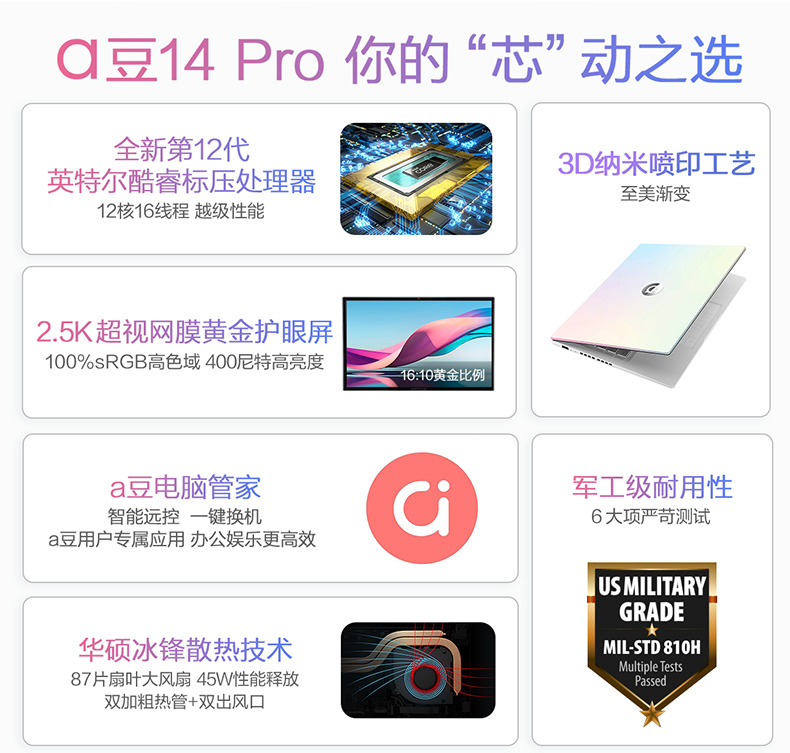 a豆14 Pro 你的“芯”动之选
全新第12代
英特尔酷睿标压处理器
12核16线程 越级性能
CORE
3D纳米喷印工艺
至美渐变
2.5K超视网膜黄金护眼屏
100%sRGB高色域 400尼特高亮度
16:10黄金比例
a豆电脑管家
智能远控 一键换机
a豆用户专属应用 办公娱乐更高效
军工级耐用性
6大项严苛测试
US MILITARY
GRADE
MIL-STD 810H
Multiple Tests
Passed
华硕冰锋散热技术
87片扇叶大风扇 45W性能释放
双加粗热管+双出风口